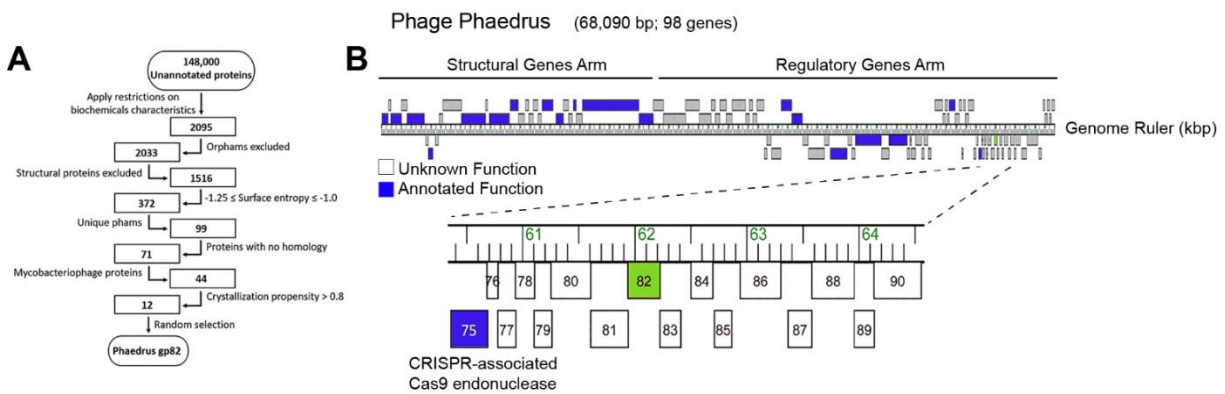 Phage Phaedrus (68,090 bp; 98 genes)
A
148,000
Unannotated proteins
Apply restrictions on
biochemicals characteristics
2095
Orphams excluded
2033
Structural proteins excluded
1516
-1.25 ≤ Surface entropy ≤ -1.0
372
Unique phams
99
Proteins with no homology
71
Mycobacteriophage proteins
44
Crystallization propensity > 0.8
12
Random selection
Phaedrus gp82
B
Structural Genes Arm
Regulatory Genes Arm
Genome Ruler (kbp)
Unknown Function
Annotated Function
61 62 63 64
76 78 80 82 84 86 88 90
75 77 79 81 83 85 87 89
CRISPR-associated
Cas9 endonuclease